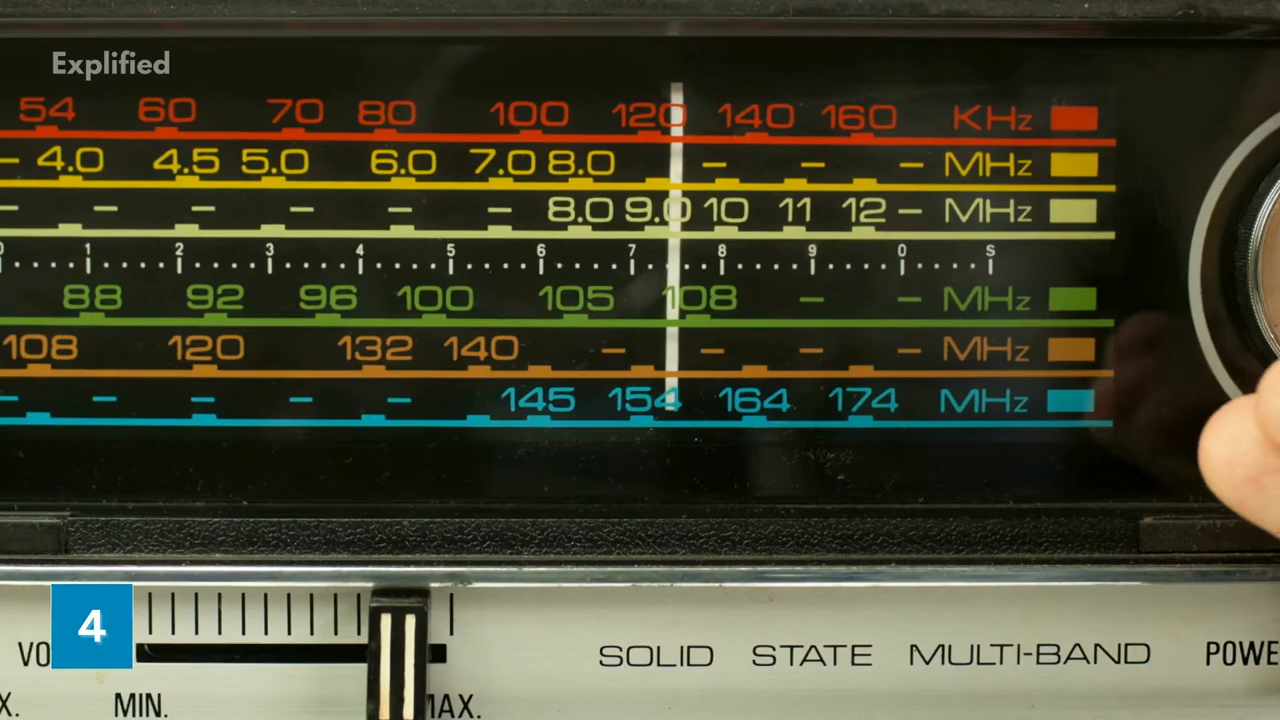 Explified
54 60 70 80 100 120 140 160 KHz
– 4.0 4.5 5.0 6.0 7.0 8.0 – – – MHz
– – – – – – 8.0 9.0 10 11 12 – MHz
0 1 2 3 4 5 6 7 8 9 0 S
88 92 96 100 105 108 – – MHz
108 120 132 140 – – – – MHz
– – – – – 145 154 164 174 MHz
4
SOLID STATE MULTI-BAND
MIN.